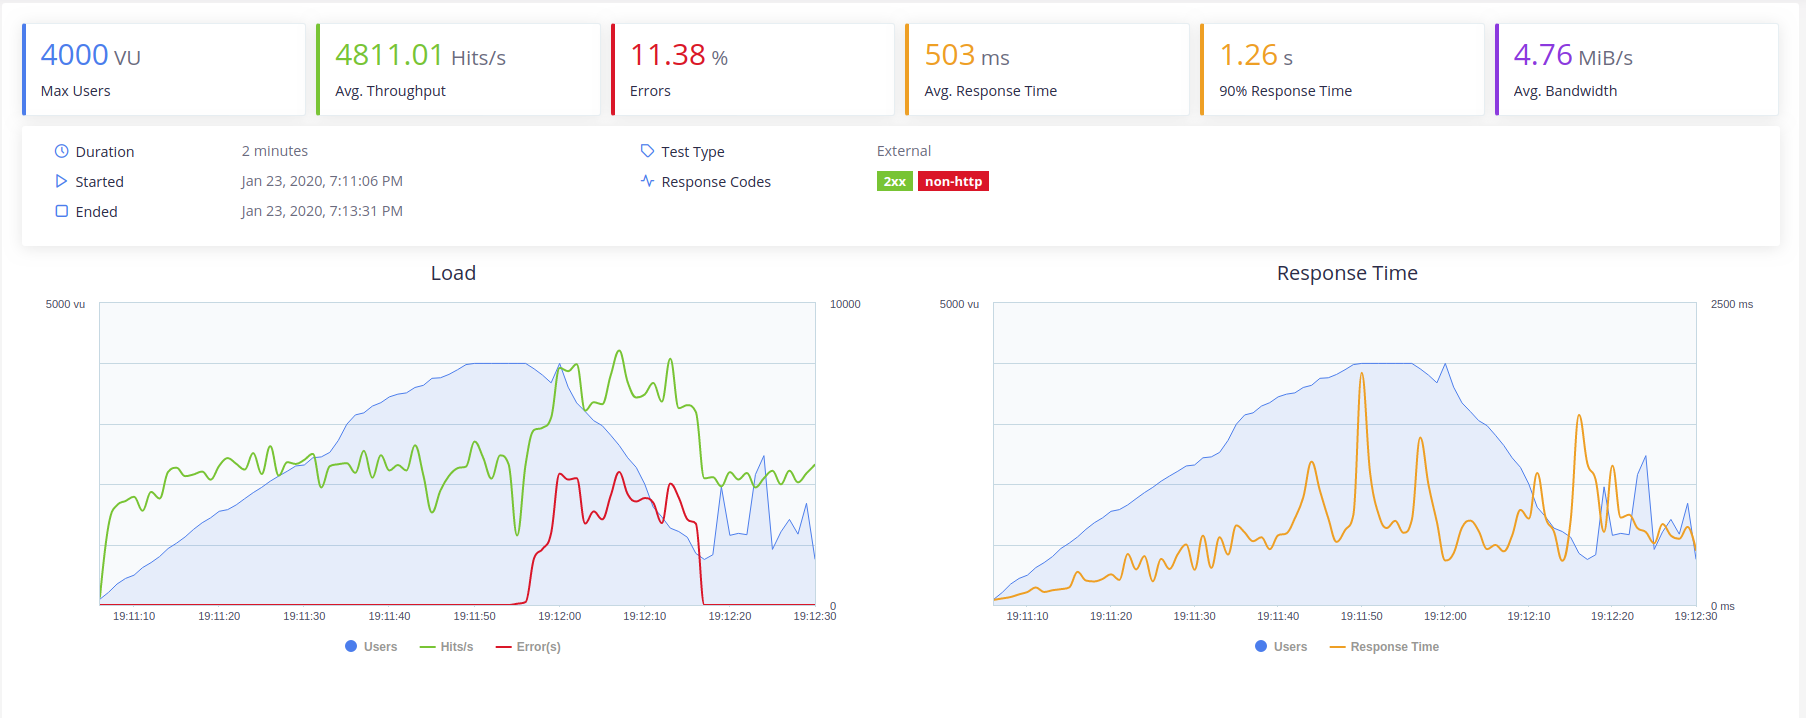 4000 VU
Max Users
4811.01 Hits/s
Avg. Throughput
11.38 %
Errors
503 ms
Avg. Response Time
1.26 s
90% Response Time
4.76 MiB/s
Avg. Bandwidth
Duration 2 minutes
Started Jan 23, 2020, 7:11:06 PM
Ended Jan 23, 2020, 7:13:31 PM
Test Type External
Response Codes 2xx non-http
Load
5000 vu 10000
0
19:11:10 19:11:20 19:11:30 19:11:40 19:11:50 19:12:00 19:12:10 19:12:20 19:12:30
Users Hits/s Error(s)
Response Time
5000 vu 2500 ms
0 ms
19:11:10 19:11:20 19:11:30 19:11:40 19:11:50 19:12:00 19:12:10 19:12:20 19:12:30
Users Response Time